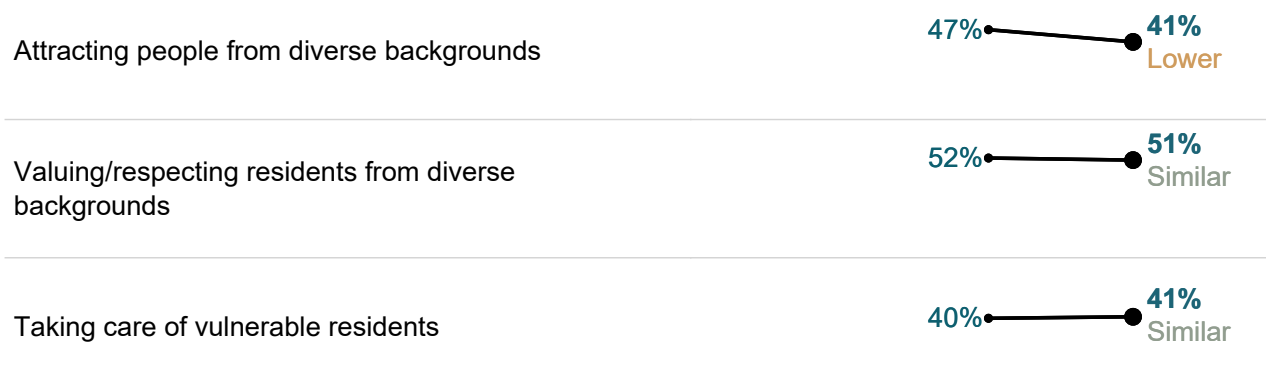 Attracting people from diverse backgrounds
47%
41%
Lower
Valuing/respecting residents from diverse
backgrounds
52%
51%
Similar
Taking care of vulnerable residents
40%
41%
Similar